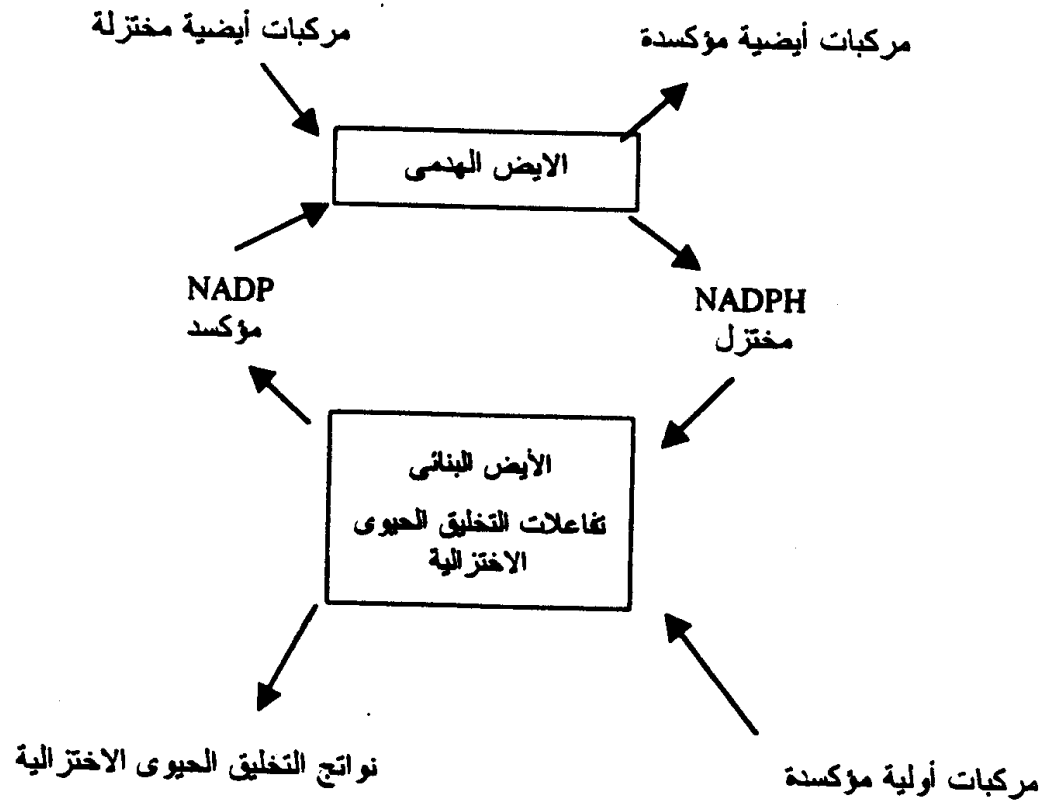 مركبات أيضية مختزلة
مركبات أيضية مؤكسدة
الايض الهدمى
NADP
مؤكسد
NADPH
مختزل
الأيض البنائى
تفاعلات التخليق الحيوى
الاختزالية
نواتج التخليق الحيوى الاختزالية
مركبات أولية مؤكسدة